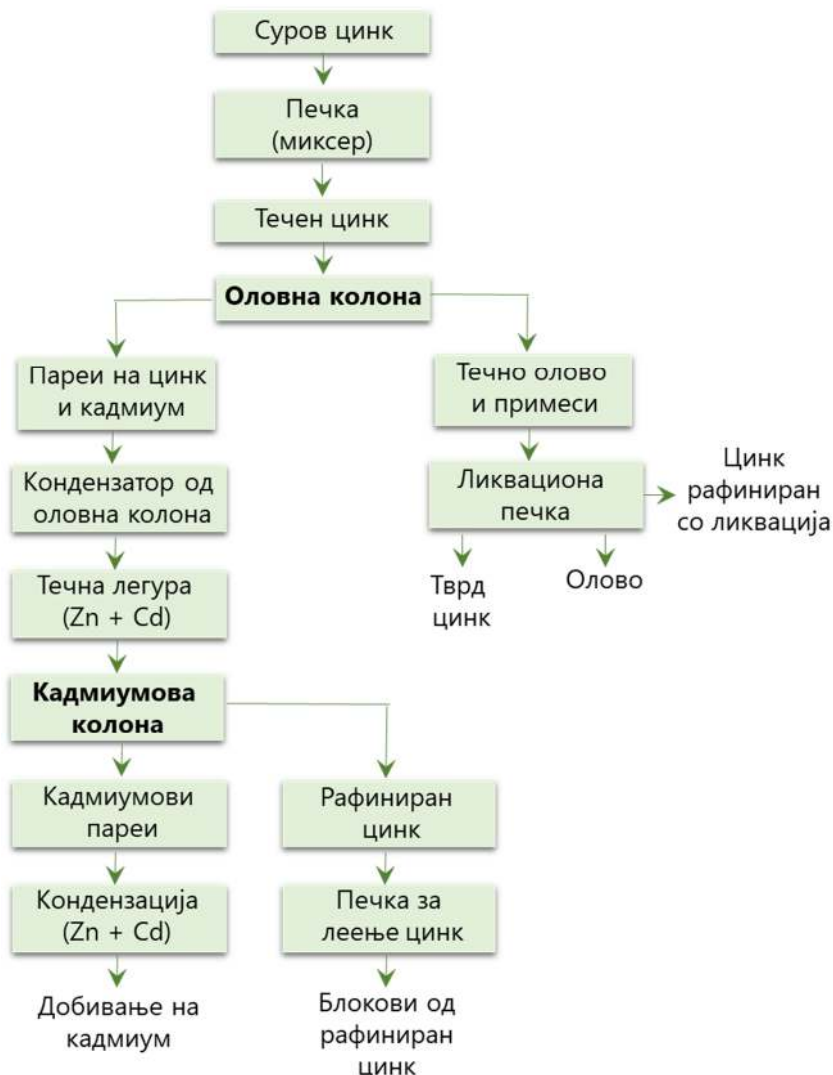 Суров цинк
Печка
(миксер)
Течен цинк
Оловна колона
Пареи на цинк
и кадмиум
Кондензатор од
оловна колона
Течна легура
(Zn + Cd)
Течно олово
и примеси
Ликвациона
печка
Цинк
рафиниран
со ликвација
Тврд
цинк
Олово
Кадмиумова
колона
Кадмиумови
пареи
Кондензација
(Zn + Cd)
Добивање на
кадмиум
Рафиниран
цинк
Печка за
леење цинк
Блокови од
рафиниран
цинк